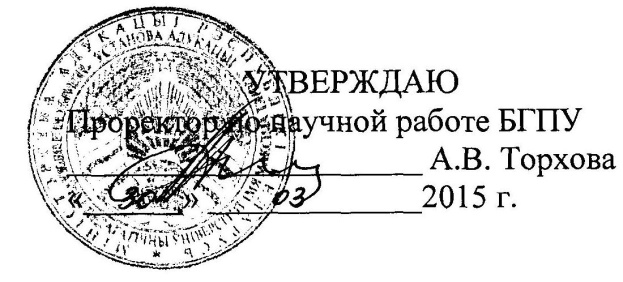 УТВЕРЖДАЮ
Проректор по научной работе БГПУ
А.В. Торхова
«30» 03 2015 г.